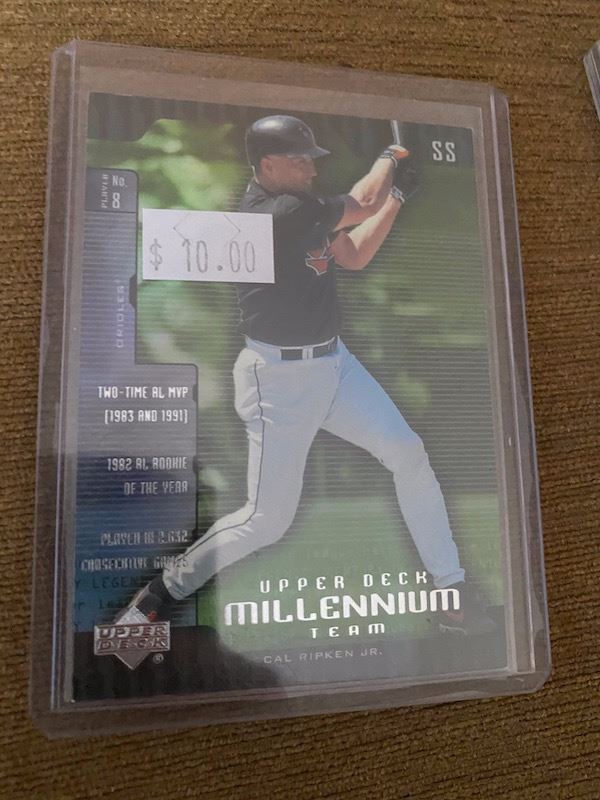 PLAYER
No.
8
SS
$ 10.00
ORIOLES
TWO-TIME AL MVP
(1983 AND 1991)
1982 AL ROOKIE
OF THE YEAR
PLAYED IN 2,632
CONSECUTIVE GAMES
LEGEN
UPPER DECK
MILLENNIUM
TEAM
UPPER
DECK
CAL RIPKEN JR.